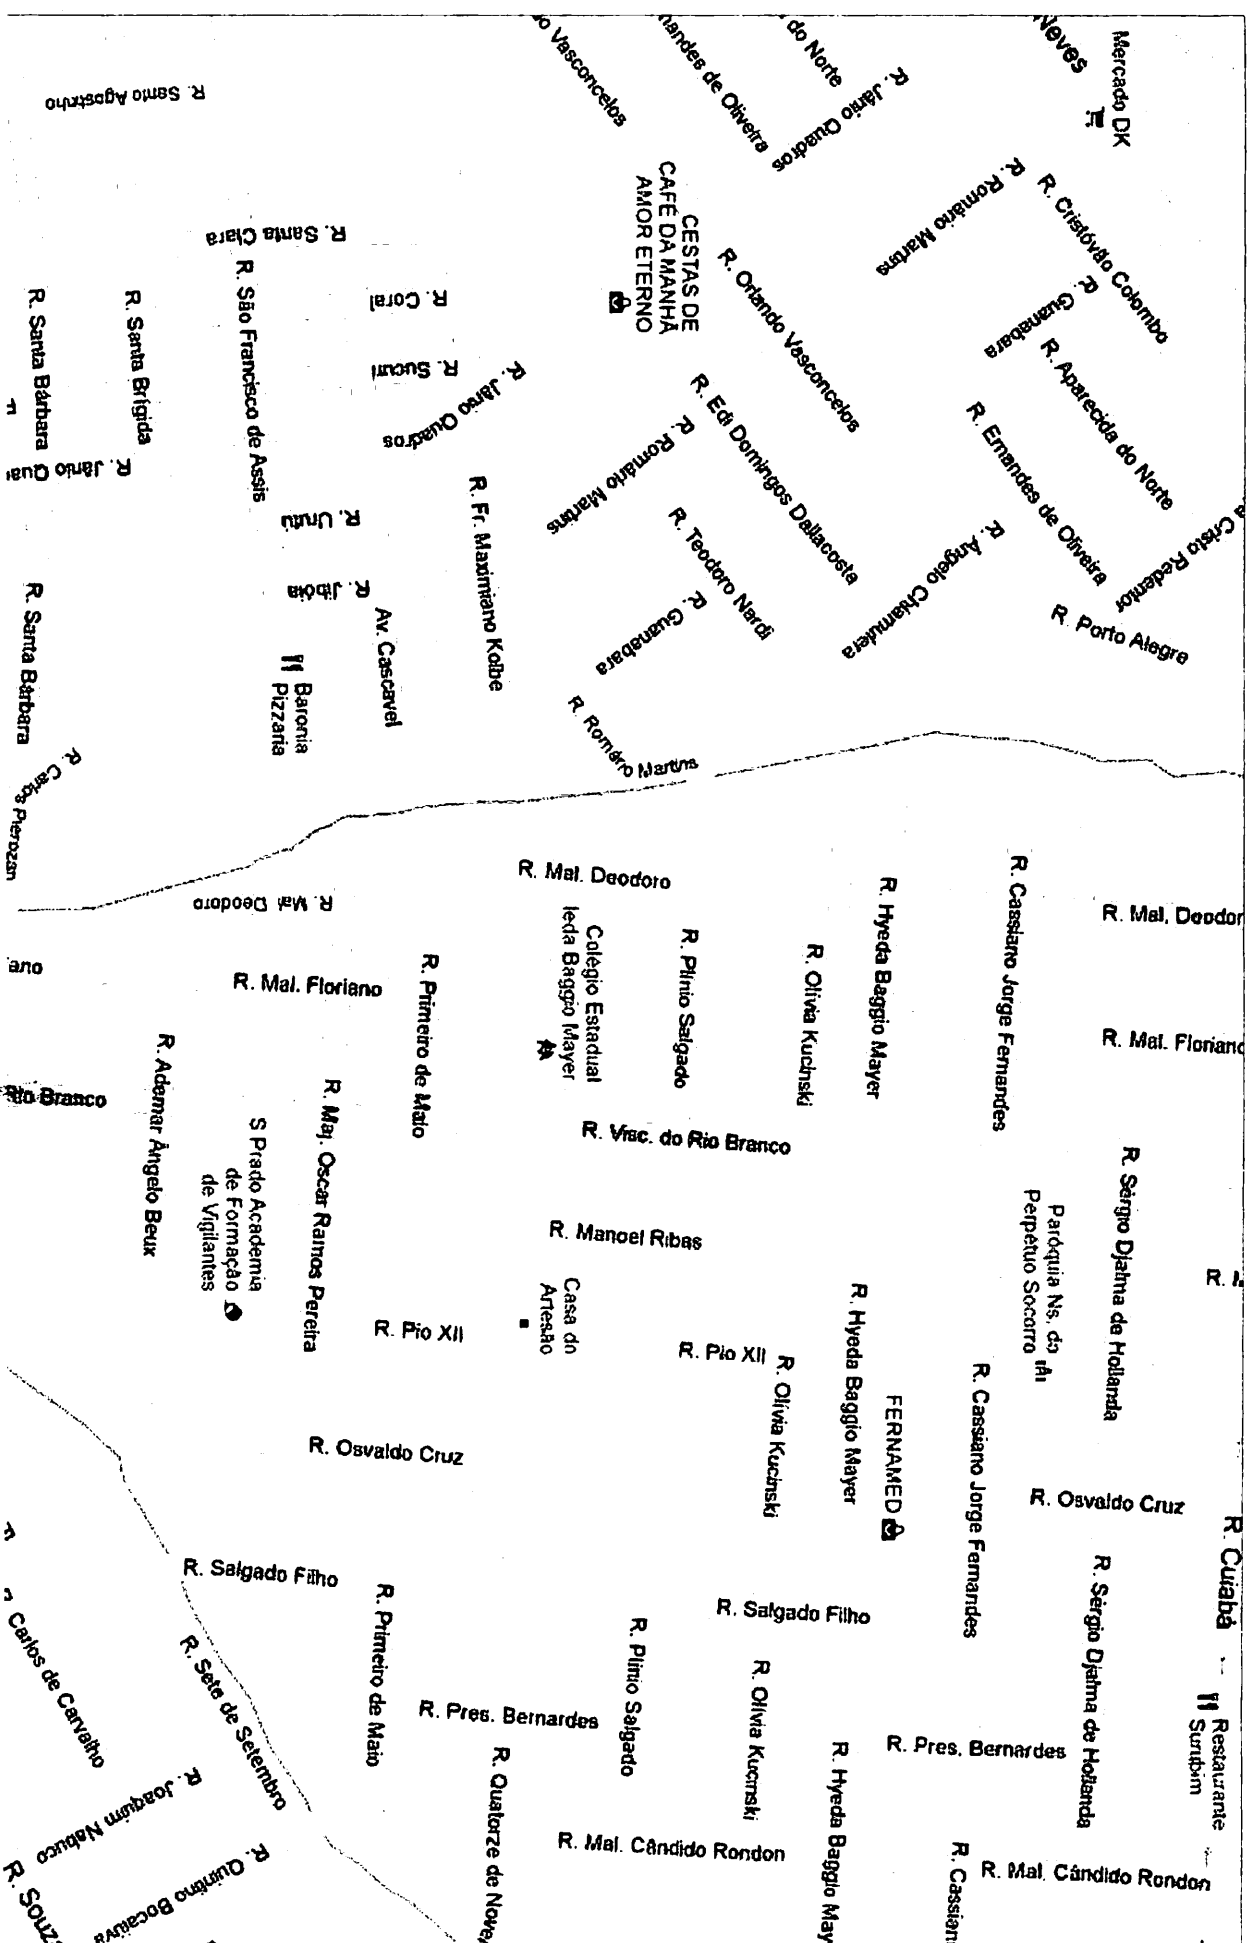 Vasconcelos
de Oliveira
do Norte
Neves
Mercado DK
R. Jânio Quadros
R. Santo Agostinho
R. Romário Martins
R. Cristóvão Colombo
CESTAS DE
CAFÉ DA MANHÃ
AMOR ETERNO
R. Santa Clara
R. Orlando Vasconcelos
R. São Francisco de Assis
R. Coral
R. Guanabara
R. Santa Bárbara
R. Santa Brígida
R. Aparecida do Norte
R. Sucuri
R. Jânio Quadros
R. Edi Domingos Dallacosta
R. Ernandes de Oliveira
R. Romário Martins
R. Jânio Qua
R. Fr. Maximiano Kolbe
R. Teodoro Nardi
R. Ângelo Chiamulera
Cristo Redentor
R. Urutú
R. Jibóia
R. Santa Bárbara
R. Guanabara
Av. Cascavel
R. Porto Alegre
Baronia
Pizzaria
R. Romário Martins
R. Carlos Pierozan
R. Mal. Deodoro
R. Cassiano Jorge Fernandes
R. Hyeda Baggio Mayer
R. Mal Deodoro
R. Mal. Deodor
Colégio Estadual
Ieda Baggio Mayer
R. Plínio Salgado
R. Olívia Kucinski
ano
R. Mal. Floriano
R. Primeiro de Maio
R. Mal. Floriano
R. Ademar Ângelo Beux
R. Maj. Oscar Ramos Pereira
Rio Branco
S Prado Academia
de Formação
de Vigilantes
R. Visc. do Rio Branco
R. Sérgio Djalma de Hollanda
Paróquia Ns. do
Perpétuo Socorro
R. Manoel Ribas
Casa do
Artesão
R. Hyeda Baggio Mayer
R. Pio XII
R. Pio XII
R. Olívia Kucinski
R. Cassiano Jorge Fernandes
FERNAMED
R. Osvaldo Cruz
R. Osvaldo Cruz
R. Cuiabá
R. Salgado Filho
R. Sérgio Djalma de Hollanda
R. Primeiro de Maio
Carlos de Carvalho
R. Salgado Filho
R. Plínio Salgado
R. Sete de Setembro
R. Olívia Kucinski
Restaurante
Surubim
R. Pres. Bernardes
R. Pres. Bernardes
R. Quatorze de Nove
R. Hyeda Baggio May
R. Joaquim Nabuco
R. Mal. Cândido Rondon
R. Quintino Bocaiúva
R. Cassian
R. Mal. Cândido Rondon
R. Souz